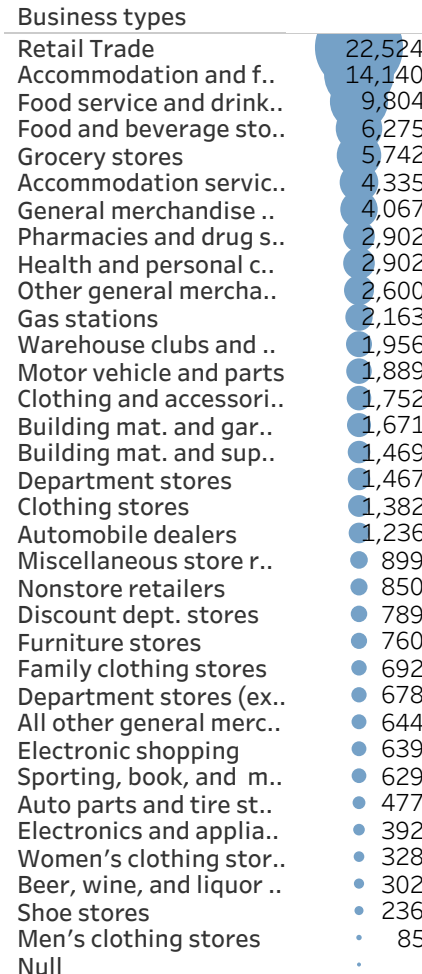 Business types
Retail Trade 22,524
Accommodation and f.. 14,140
Food service and drink.. 9,804
Food and beverage sto.. 6,275
Grocery stores 5,742
Accommodation servic.. 4,335
General merchandise .. 4,067
Pharmacies and drug s.. 2,902
Health and personal c.. 2,902
Other general mercha.. 2,600
Gas stations 2,163
Warehouse clubs and .. 1,956
Motor vehicle and parts 1,889
Clothing and accessori.. 1,752
Building mat. and gar.. 1,671
Building mat. and sup.. 1,469
Department stores 1,467
Clothing stores 1,382
Automobile dealers 1,236
Miscellaneous store r.. 899
Nonstore retailers 850
Discount dept. stores 789
Furniture stores 760
Family clothing stores 692
Department stores (ex.. 678
All other general merc.. 644
Electronic shopping 639
Sporting, book, and m.. 629
Auto parts and tire st.. 477
Electronics and applia.. 392
Women's clothing stor.. 328
Beer, wine, and liquor .. 302
Shoe stores 236
Men's clothing stores 85
Null